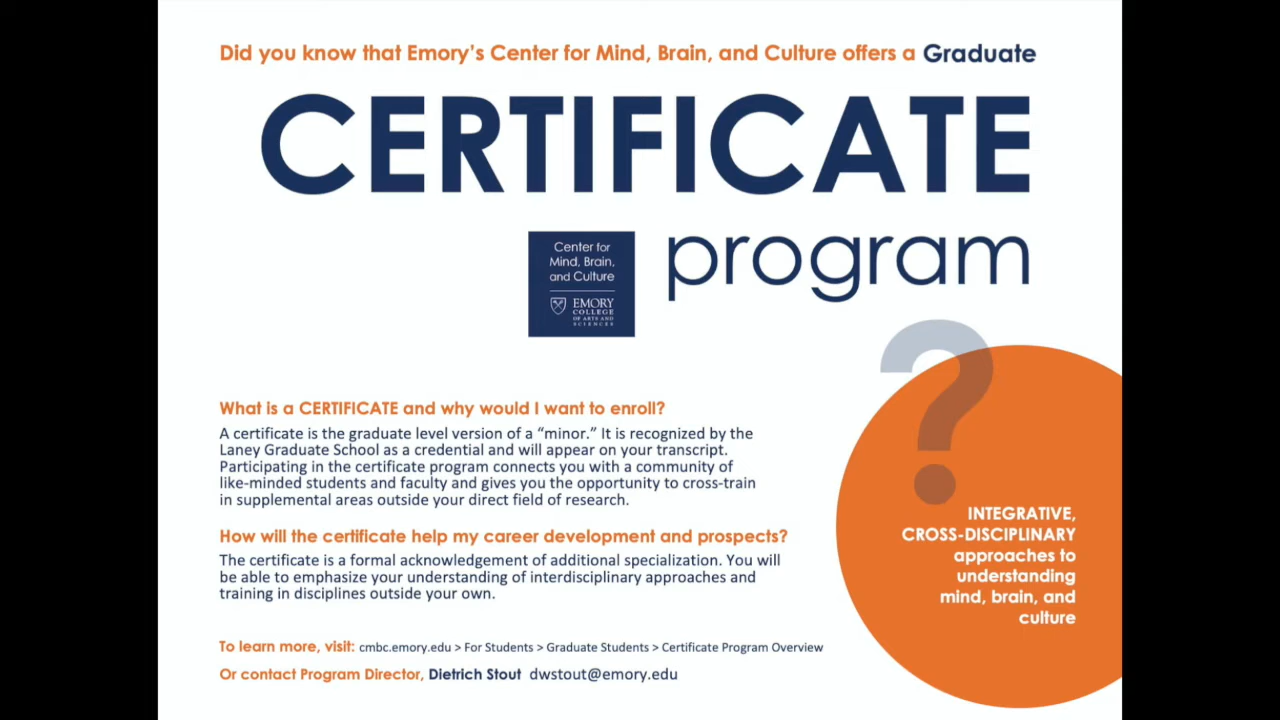 Did you know that Emory’s Center for Mind, Brain, and Culture offers a Graduate
CERTIFICATE
program
Center for
Mind, Brain,
and Culture
EMORY
COLLEGE
OF ARTS AND
SCIENCES
?
What is a CERTIFICATE and why would I want to enroll?
A certificate is the graduate level version of a “minor.” It is recognized by the
Laney Graduate School as a credential and will appear on your transcript.
Participating in the certificate program connects you with a community of
like-minded students and faculty and gives you the opportunity to cross-train
in supplemental areas outside your direct field of research.
How will the certificate help my career development and prospects?
The certificate is a formal acknowledgement of additional specialization. You will
be able to emphasize your understanding of interdisciplinary approaches and
training in disciplines outside your own.
INTEGRATIVE,
CROSS-DISCIPLINARY
approaches to
understanding
mind, brain, and
culture
To learn more, visit: cmbc.emory.edu > For Students > Graduate Students > Certificate Program Overview
Or contact Program Director, Dietrich Stout dwstout@emory.edu